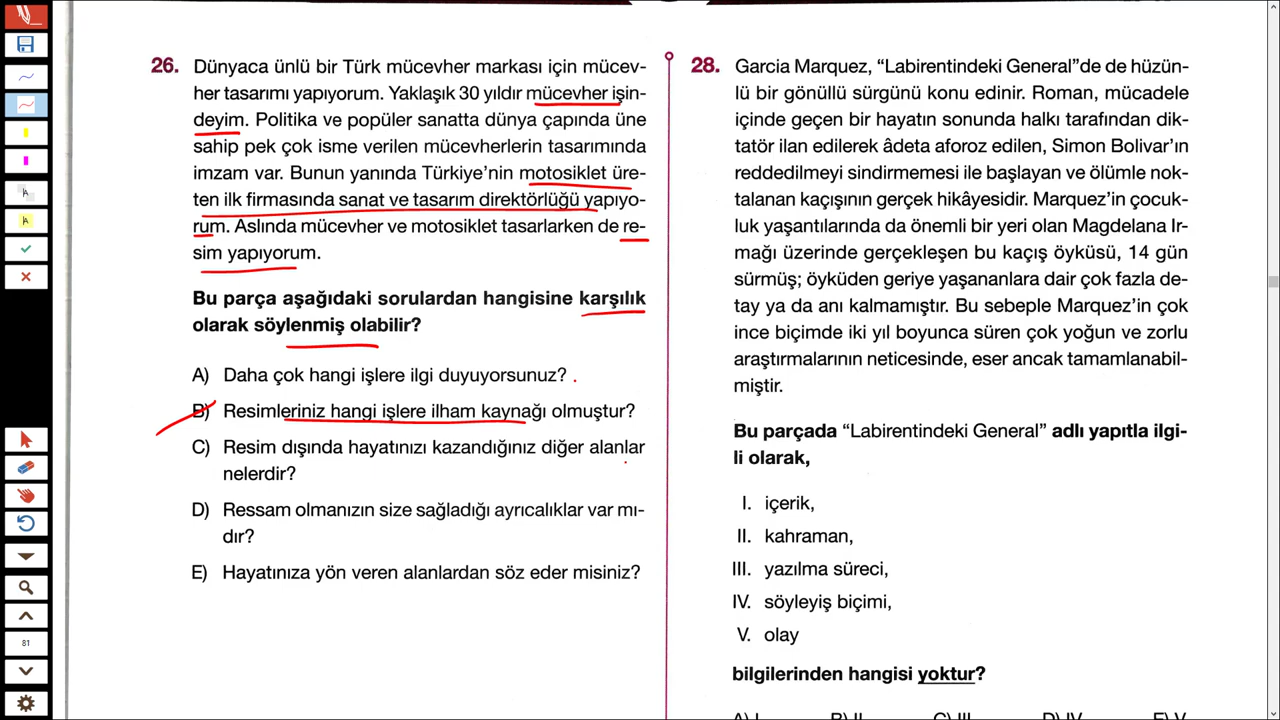 26. Dünyaca ünlü bir Türk mücevher markası için mücev-
her tasarımı yapıyorum. Yaklaşık 30 yıldır mücevher işin-
deyim. Politika ve popüler sanatta dünya çapında üne
sahip pek çok isme verilen mücevherlerin tasarımında
imzam var. Bunun yanında Türkiye’nin motosiklet üre-
ten ilk firmasında sanat ve tasarım direktörlüğü yapıyo-
rum. Aslında mücevher ve motosiklet tasarlarken de re-
sim yapıyorum.
Bu parça aşağıdaki sorulardan hangisine karşılık
olarak söylenmiş olabilir?
A) Daha çok hangi işlere ilgi duyuyorsunuz?
B) Resimleriniz hangi işlere ilham kaynağı olmuştur?
C) Resim dışında hayatınızı kazandığınız diğer alanlar
nelerdir?
D) Ressam olmanızın size sağladığı ayrıcalıklar var mı-
dır?
E) Hayatınıza yön veren alanlardan söz eder misiniz?
28. Garcia Marquez, “Labirentindeki General”de de hüzün-
lü bir gönüllü sürgünü konu edinir. Roman, mücadele
içinde geçen bir hayatın sonunda halkı tarafından dik-
tatör ilan edilerek âdeta aforoz edilen, Simon Bolivar’ın
reddedilmeyi sindirmemesi ile başlayan ve ölümle nok-
talanan kaçışının gerçek hikâyesidir. Marquez’in çocuk-
luk yaşantılarında da önemli bir yeri olan Magdelana Ir-
mağı üzerinde gerçekleşen bu kaçış öyküsü, 14 gün
sürmüş; öyküden geriye yaşananlara dair çok fazla de-
tay ya da anı kalmamıştır. Bu sebeple Marquez’in çok
ince biçimde iki yıl boyunca süren çok yoğun ve zorlu
araştırmalarının neticesinde, eser ancak tamamlanabil-
miştir.
Bu parçada “Labirentindeki General” adlı yapıtla ilgi-
li olarak,
I. içerik,
II. kahraman,
III. yazılma süreci,
IV. söyleyiş biçimi,
V. olay
bilgilerinden hangisi yoktur?
A) I B) II C) III D) IV E) V
81